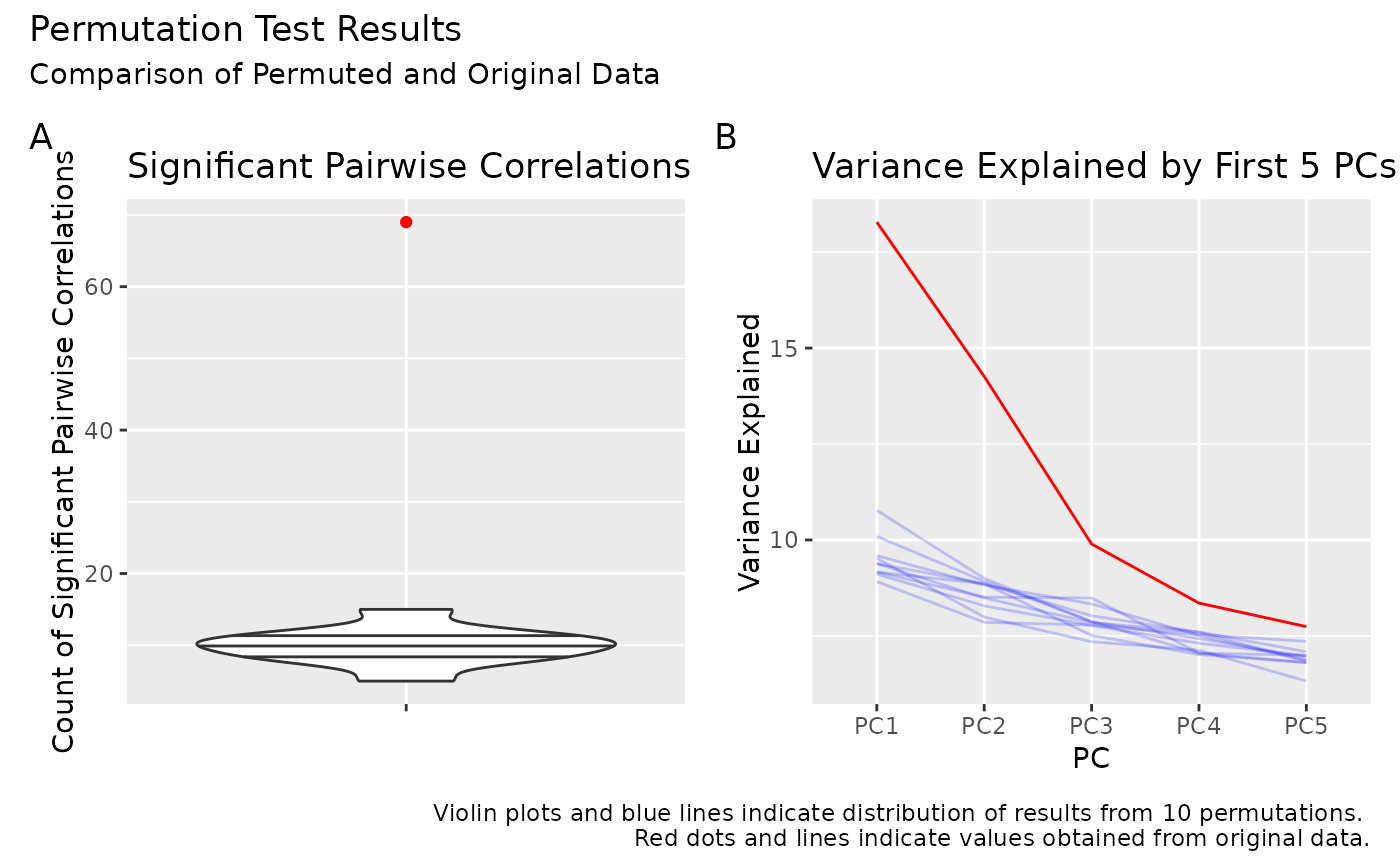 Permutation Test Results
Comparison of Permuted and Original Data
A
Significant Pairwise Correlations
Count of Significant Pairwise Correlations
60
40
20
B
Variance Explained by First 5 PCs
Variance Explained
15
10
PC1 PC2 PC3 PC4 PC5
PC
Violin plots and blue lines indicate distribution of results from 10 permutations.
Red dots and lines indicate values obtained from original data.